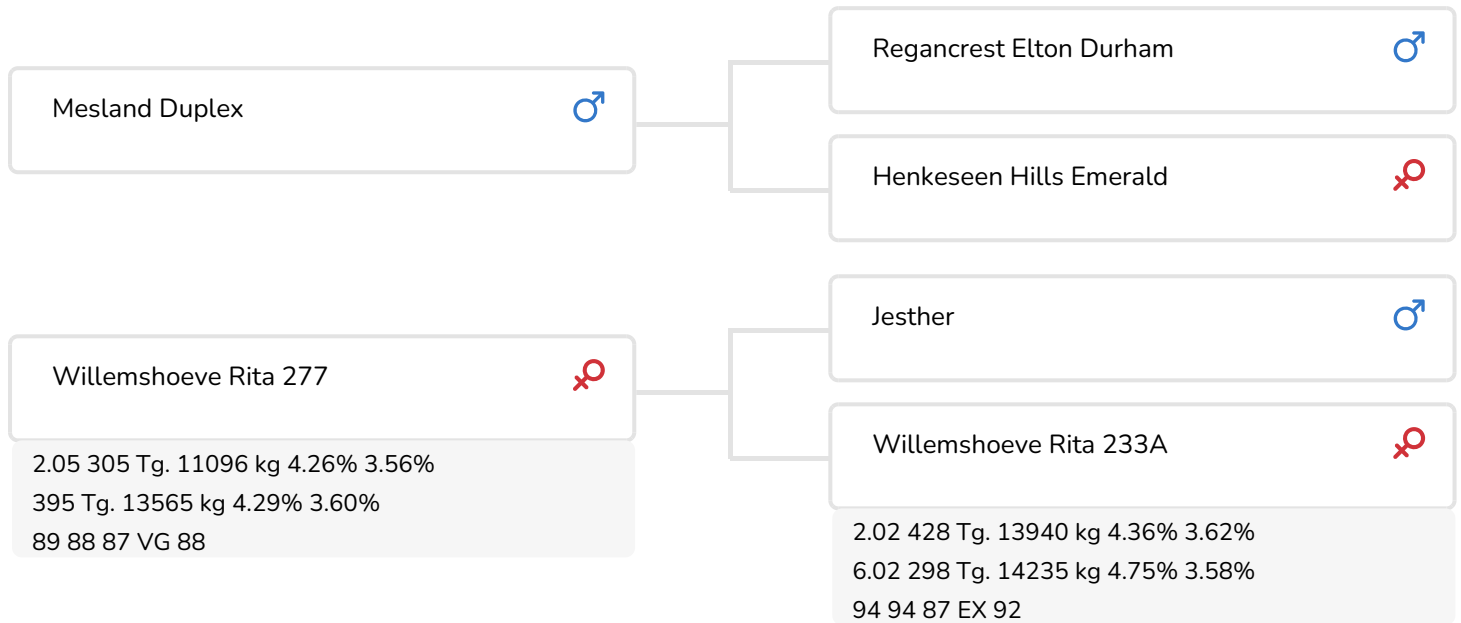 Mesland Duplex
Regancrest Elton Durham
Henkeseen Hills Emerald
Willemshoeve Rita 277
2.05 305 Tg. 11096 kg 4.26% 3.56%
395 Tg. 13565 kg 4.29% 3.60%
89 88 87 VG 88
Jesther
Willemshoeve Rita 233A
2.02 428 Tg. 13940 kg 4.36% 3.62%
6.02 298 Tg. 14235 kg 4.75% 3.58%
94 94 87 EX 92